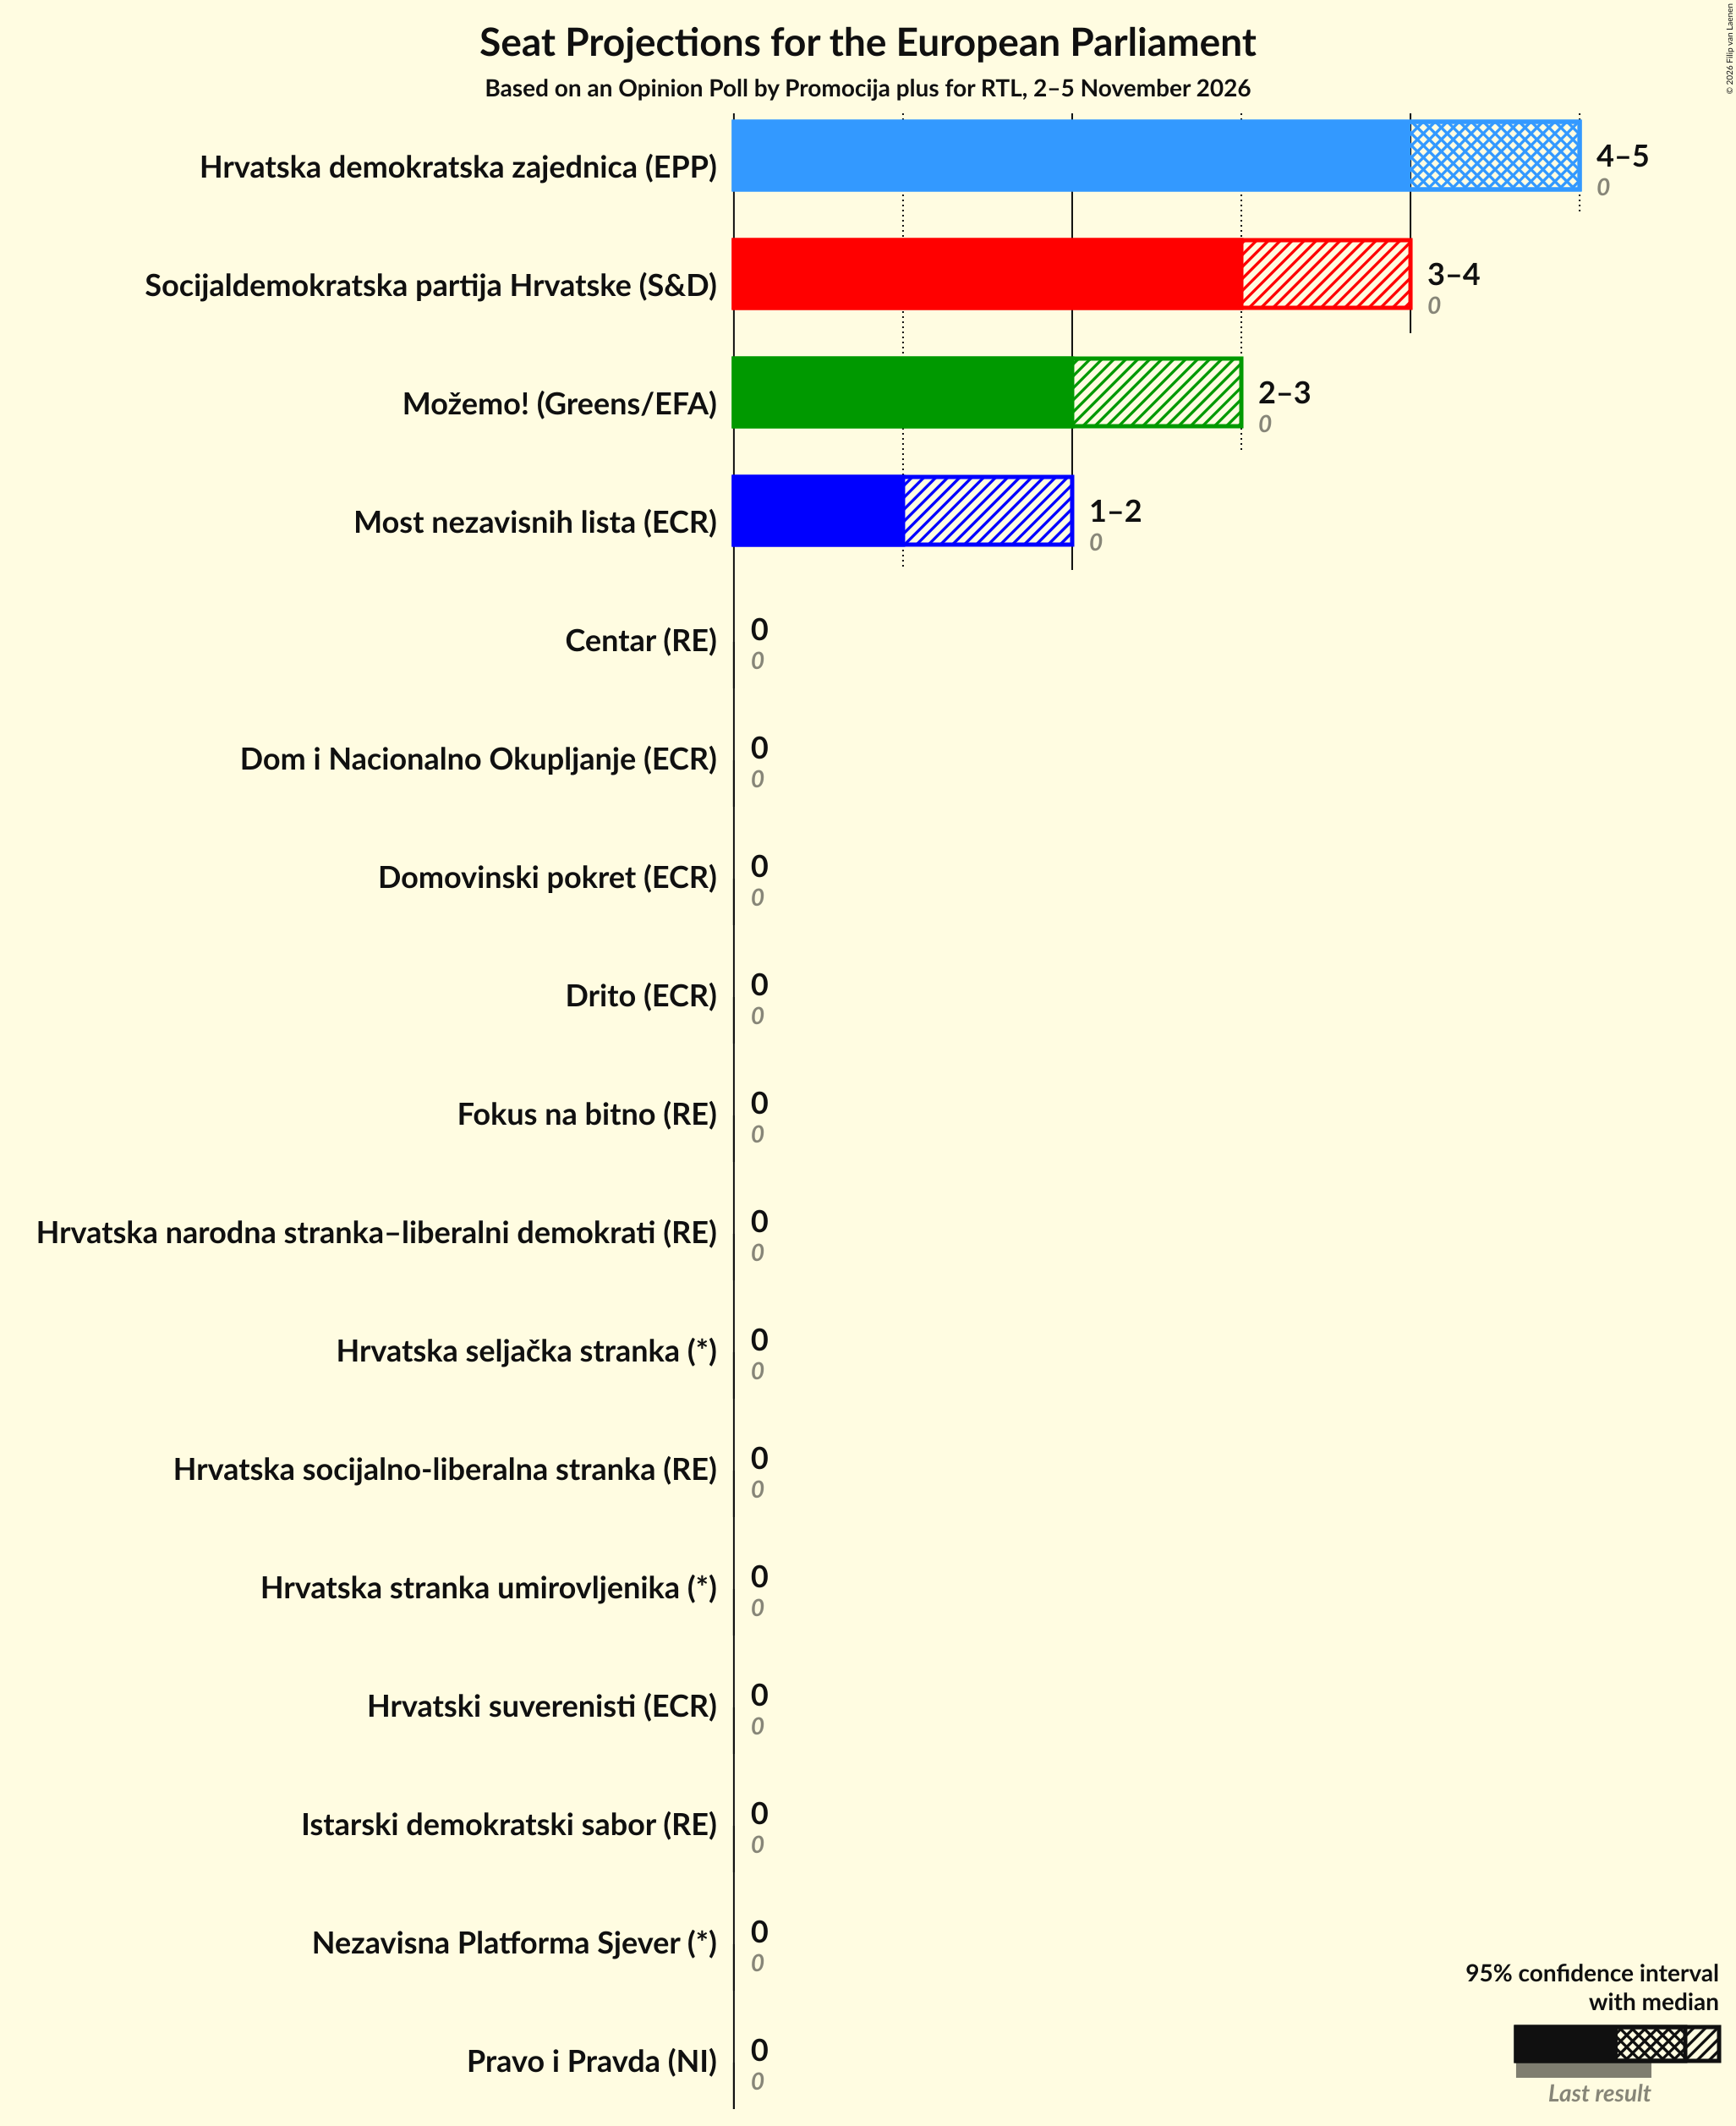 Seat Projections for the European Parliament
Based on an Opinion Poll by Promocija plus for RTL, 2–5 November 2026
© 2026 Filip van Laenen
Hrvatska demokratska zajednica (EPP)
4–5
0
Socijaldemokratska partija Hrvatske (S&D)
3–4
0
Možemo! (Greens/EFA)
2–3
0
Most nezavisnih lista (ECR)
1–2
0
Centar (RE)
0
0
Dom i Nacionalno Okupljanje (ECR)
0
0
Domovinski pokret (ECR)
0
0
Drito (ECR)
0
0
Fokus na bitno (RE)
0
0
Hrvatska narodna stranka–liberalni demokrati (RE)
0
0
Hrvatska seljačka stranka (*)
0
0
Hrvatska socijalno-liberalna stranka (RE)
0
0
Hrvatska stranka umirovljenika (*)
0
0
Hrvatski suverenisti (ECR)
0
0
Istarski demokratski sabor (RE)
0
0
Nezavisna Platforma Sjever (*)
0
0
Pravo i Pravda (NI)
0
0
95% confidence interval
with median
Last result